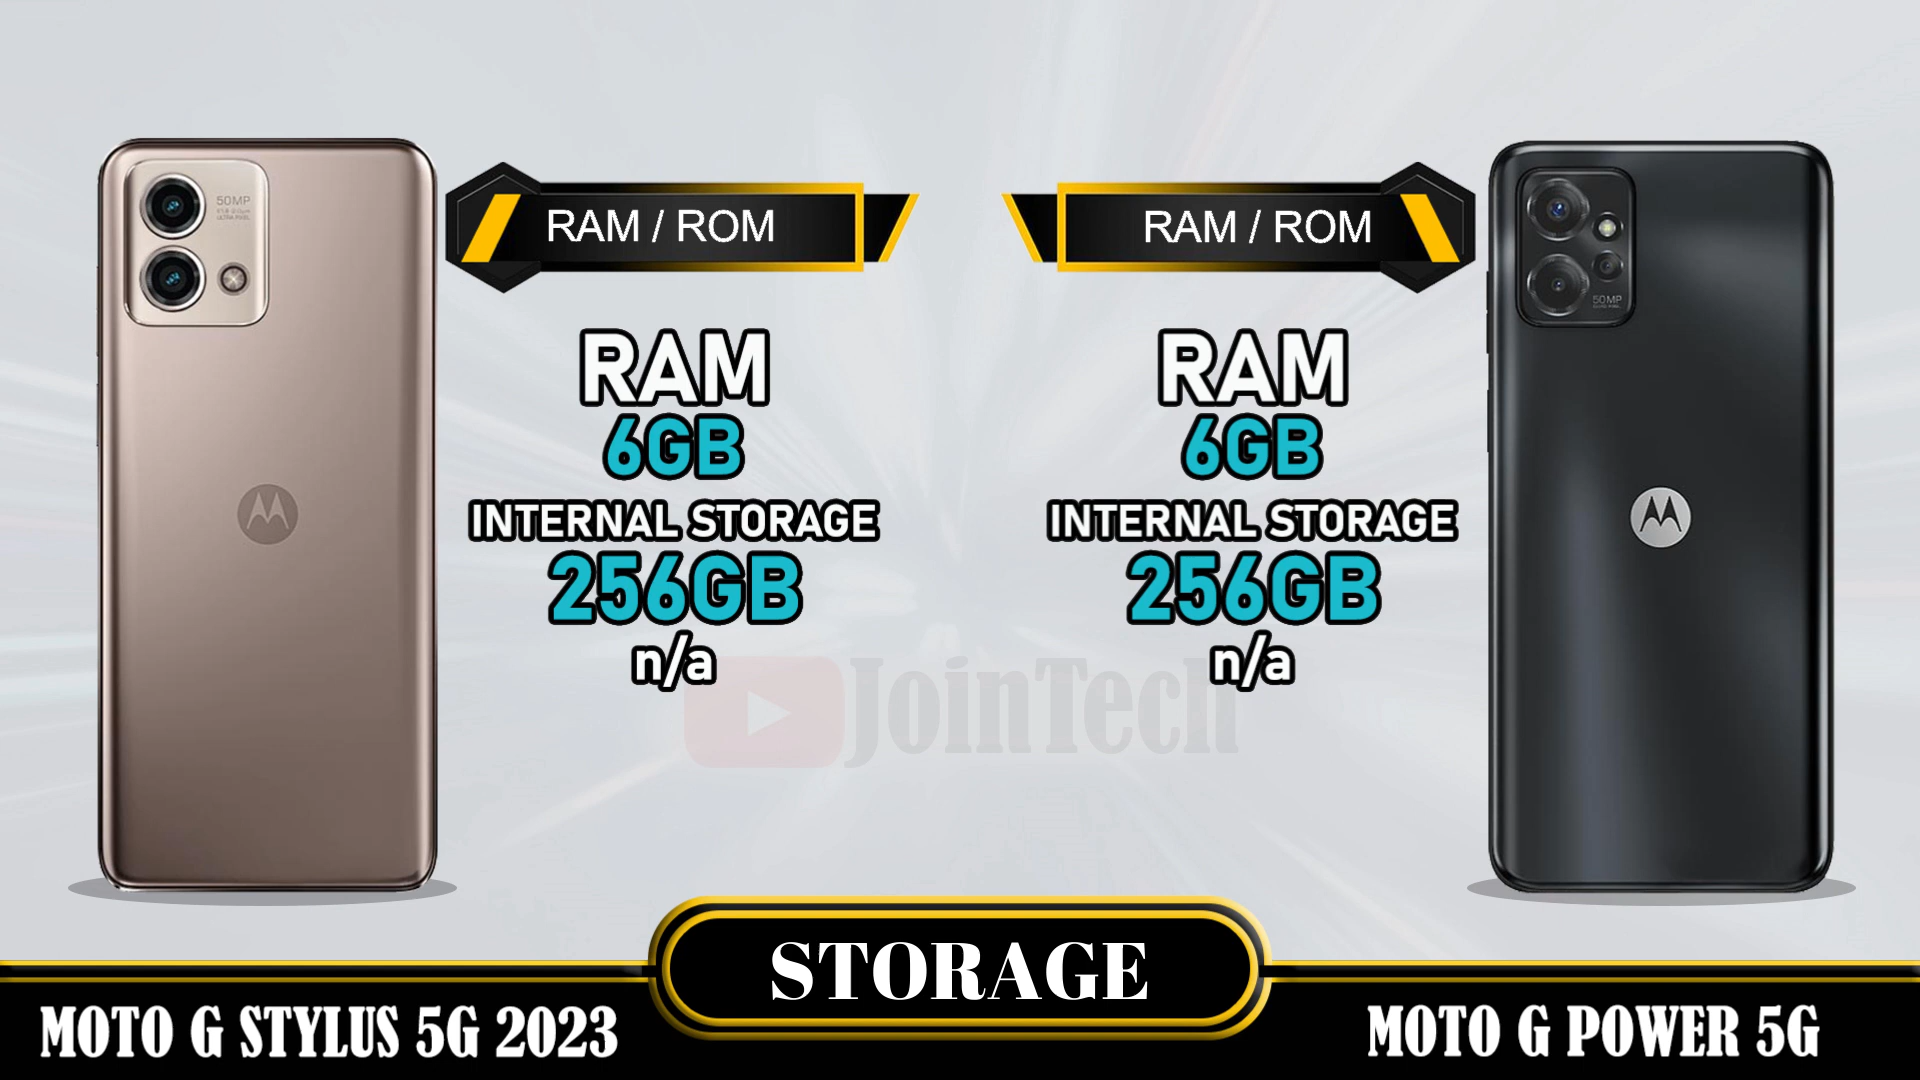 50MP
RAM / ROM
RAM
6GB
INTERNAL STORAGE
256GB
n/a
RAM / ROM
RAM
6GB
INTERNAL STORAGE
256GB
n/a
50MP
JoinTech
STORAGE
MOTO G STYLUS 5G 2023
MOTO G POWER 5G